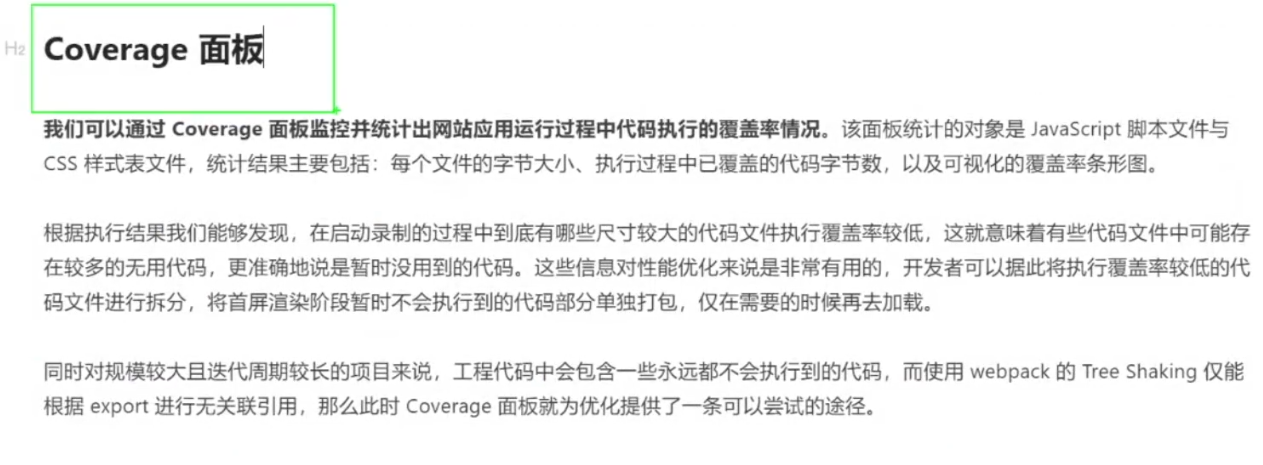 H2
Coverage 面板
我们可以通过 Coverage 面板监控并统计出网站应用运行过程中代码执行的覆盖率情况。该面板统计的对象是 JavaScript 脚本文件与
CSS 样式表文件，统计结果主要包括：每个文件的字节大小、执行过程中已覆盖的代码字节数，以及可视化的覆盖率条形图。
根据执行结果我们能够发现，在启动录制的过程中到底有哪些尺寸较大的代码文件执行覆盖率较低，这就意味着有些代码文件中可能存
在较多的无用代码，更准确地说是暂时没用到的代码。这些信息对性能优化来说是非常有用的，开发者可以据此将执行覆盖率较低的代
码文件进行拆分，将首屏渲染阶段暂时不会执行到的代码部分单独打包，仅在需要的时候再去加载。
同时对规模较大且迭代周期较长的项目来说，工程代码中会包含一些永远都不会执行到的代码，而使用 webpack 的 Tree Shaking 仅能
根据 export 进行无关联引用，那么此时 Coverage 面板就为优化提供了一条可以尝试的途径。